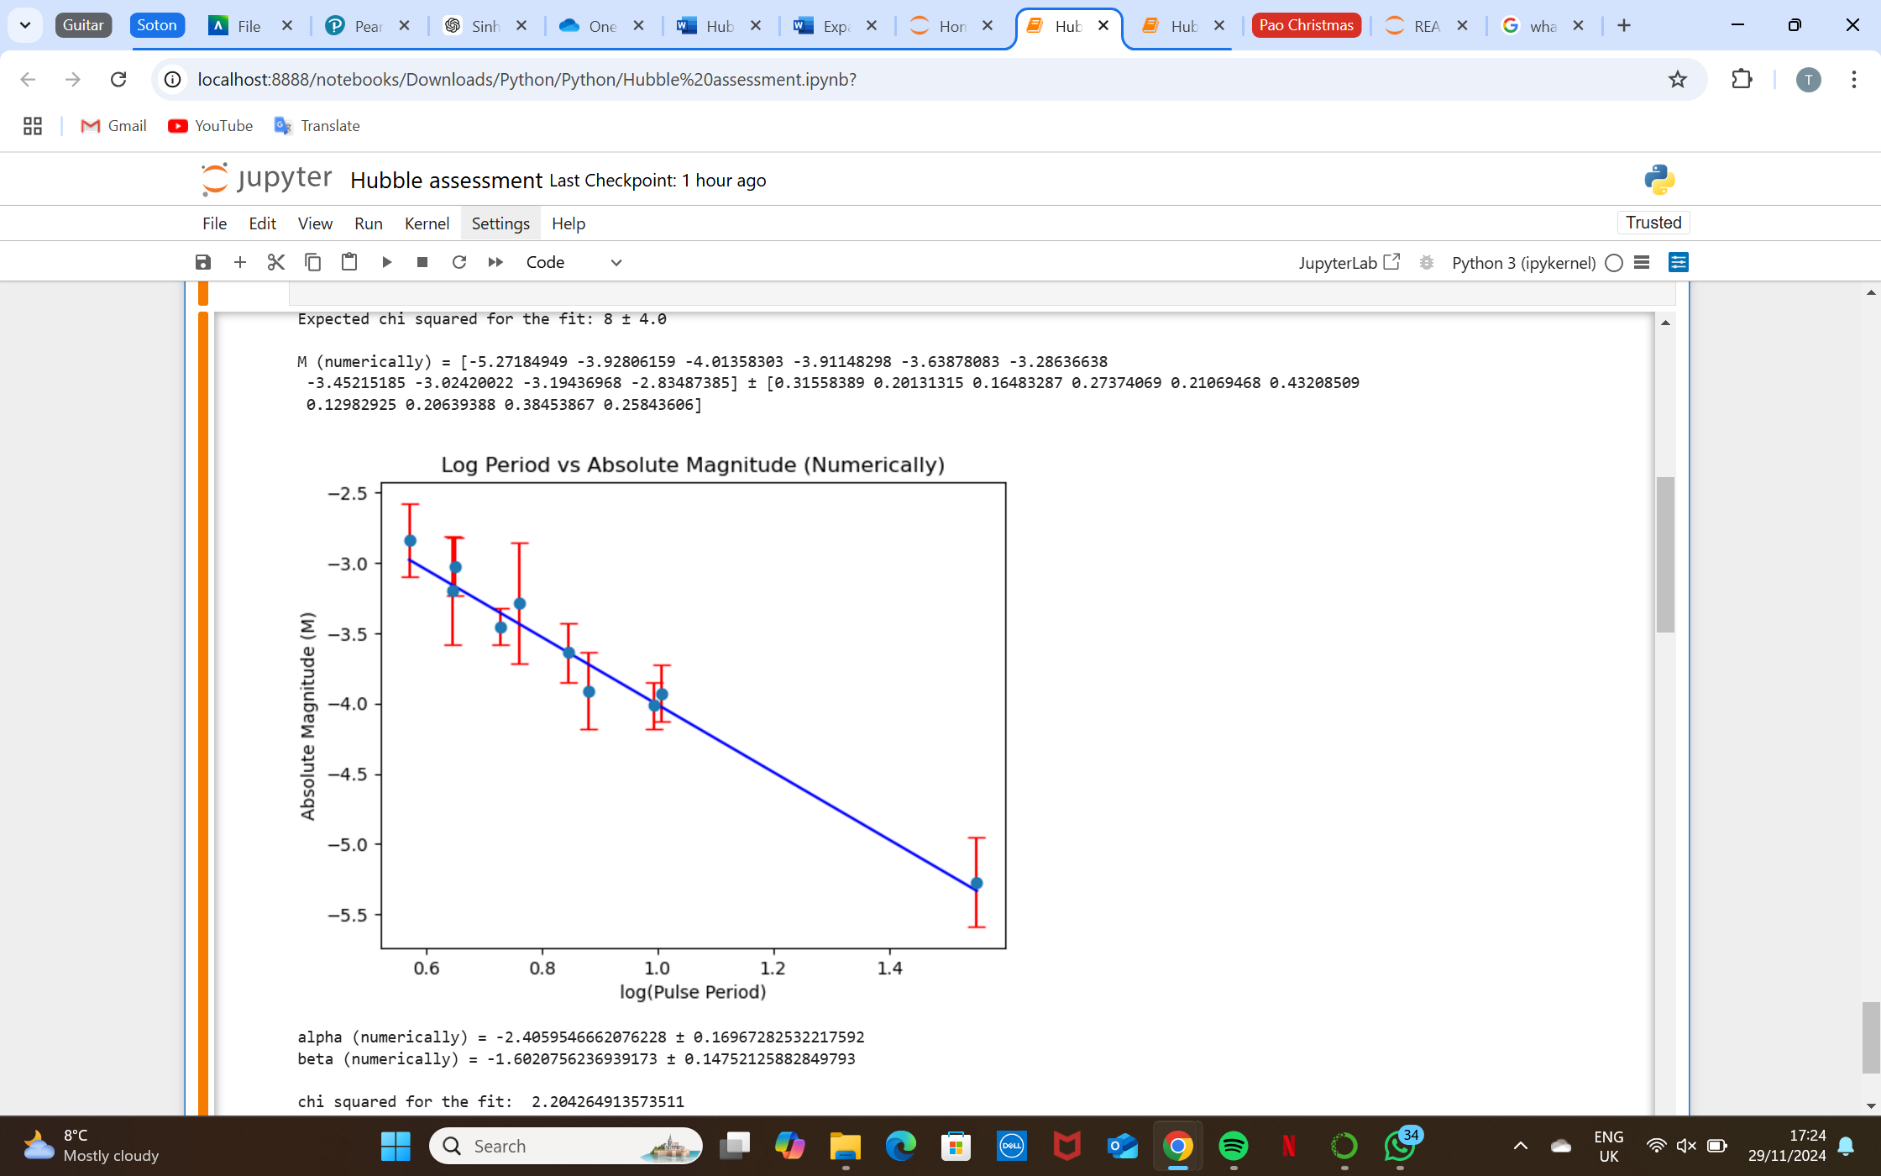 Guitar Soton File Pear Sinh One Hub Exp Hor Hub Hub Pao Christmas REA wha
localhost:8888/notebooks/Downloads/Python/Python/Hubble%20assessment.ipynb?
T
Gmail YouTube Translate
jupyter Hubble assessment Last Checkpoint: 1 hour ago
File Edit View Run Kernel Settings Help Trusted
Code JupyterLab Python 3 (ipykernel)
Expected chi squared for the fit: 8 ± 4.0
M (numerically) = [-5.27184949 -3.92806159 -4.01358303 -3.91148298 -3.63878083 -3.28636638
-3.45215185 -3.02420022 -3.19436968 -2.83487385] ± [0.31558389 0.20131315 0.16483287 0.27374069 0.21069468 0.43208509
0.12982925 0.20639388 0.38453867 0.25843606]
Log Period vs Absolute Magnitude (Numerically)
−2.5
−3.0
−3.5
−4.0
−4.5
−5.0
−5.5
Absolute Magnitude (M)
0.6 0.8 1.0 1.2 1.4
log(Pulse Period)
alpha (numerically) = -2.4059546662076228 ± 0.16967282532217592
beta (numerically) = -1.6020756236939173 ± 0.14752125882849793
chi squared for the fit: 2.204264913573511
8°C
Mostly cloudy
Search
DELL
N
34
ENG
UK
17:24
29/11/2024